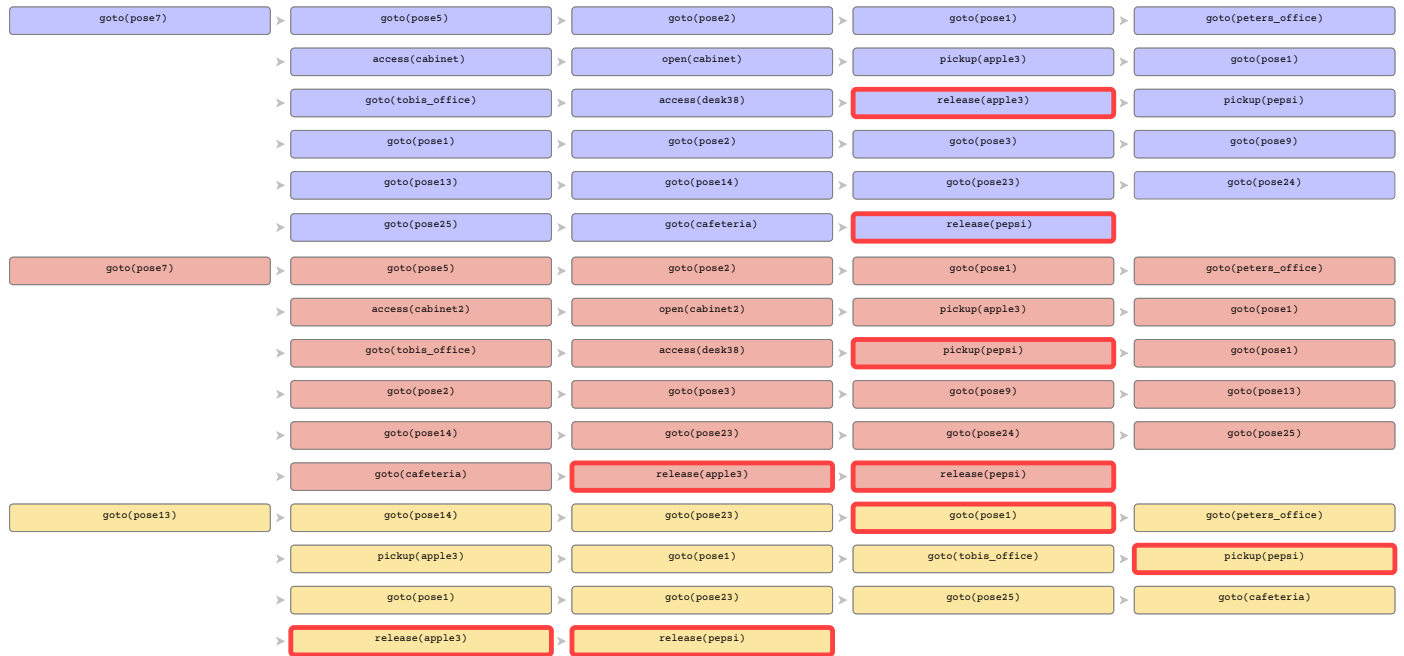 goto(pose7) goto(pose5) goto(pose2) goto(pose1) goto(peters_office)
access(cabinet) open(cabinet) pickup(apple3) goto(pose1)
goto(tobis_office) access(desk38) release(apple3) pickup(pepsi)
goto(pose1) goto(pose2) goto(pose3) goto(pose9)
goto(pose13) goto(pose14) goto(pose23) goto(pose24)
goto(pose25) goto(cafeteria) release(pepsi)
goto(pose7) goto(pose5) goto(pose2) goto(pose1) goto(peters_office)
access(cabinet2) open(cabinet2) pickup(apple3) goto(pose1)
goto(tobis_office) access(desk38) pickup(pepsi) goto(pose1)
goto(pose2) goto(pose3) goto(pose9) goto(pose13)
goto(pose14) goto(pose23) goto(pose24) goto(pose25)
goto(cafeteria) release(apple3) release(pepsi)
goto(pose13) goto(pose14) goto(pose23) goto(pose1) goto(peters_office)
pickup(apple3) goto(pose1) goto(tobis_office) pickup(pepsi)
goto(pose1) goto(pose23) goto(pose25) goto(cafeteria)
release(apple3) release(pepsi)